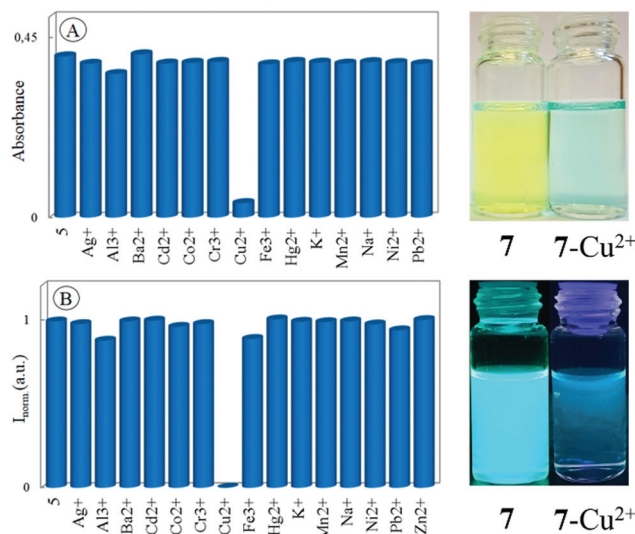 A
0,45
Absorbance
0
5 Ag+ Al3+ Ba2+ Cd2+ Co2+ Cr3+ Cu2+ Fe3+ Hg2+ K+ Mn2+ Na+ Ni2+ Pb2+
7 7-Cu²⁺
B
1
Inorm.(a.u.)
0
5 Ag+ Al3+ Ba2+ Cd2+ Co2+ Cr3+ Cu2+ Fe3+ Hg2+ K+ Mn2+ Na+ Ni2+ Pb2+ Zn2+
7 7-Cu²⁺